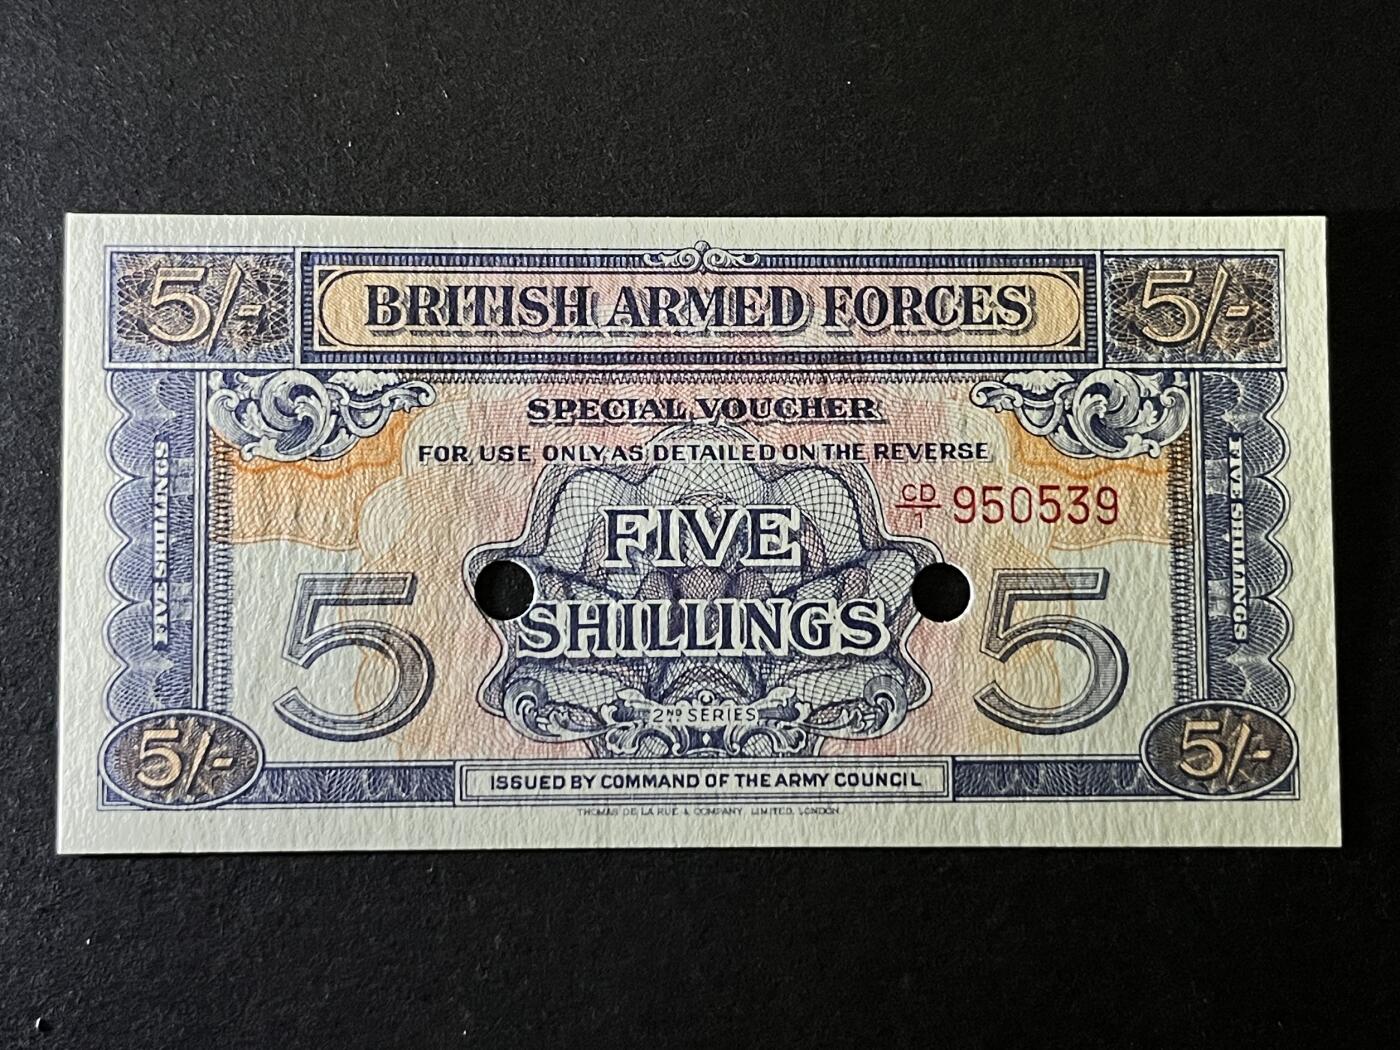 5/- BRITISH ARMED FORCES 5/-
SPECIAL VOUCHER
FOR USE ONLY AS DETAILED ON THE REVERSE
CD/1 950539
FIVE SHILLINGS
FIVE SHILLINGS
FIVE
SHILLINGS
5 5
2ND SERIES
5/- 5/-
ISSUED BY COMMAND OF THE ARMY COUNCIL
THOMAS DE LA RUE & COMPANY, LIMITED, LONDON.